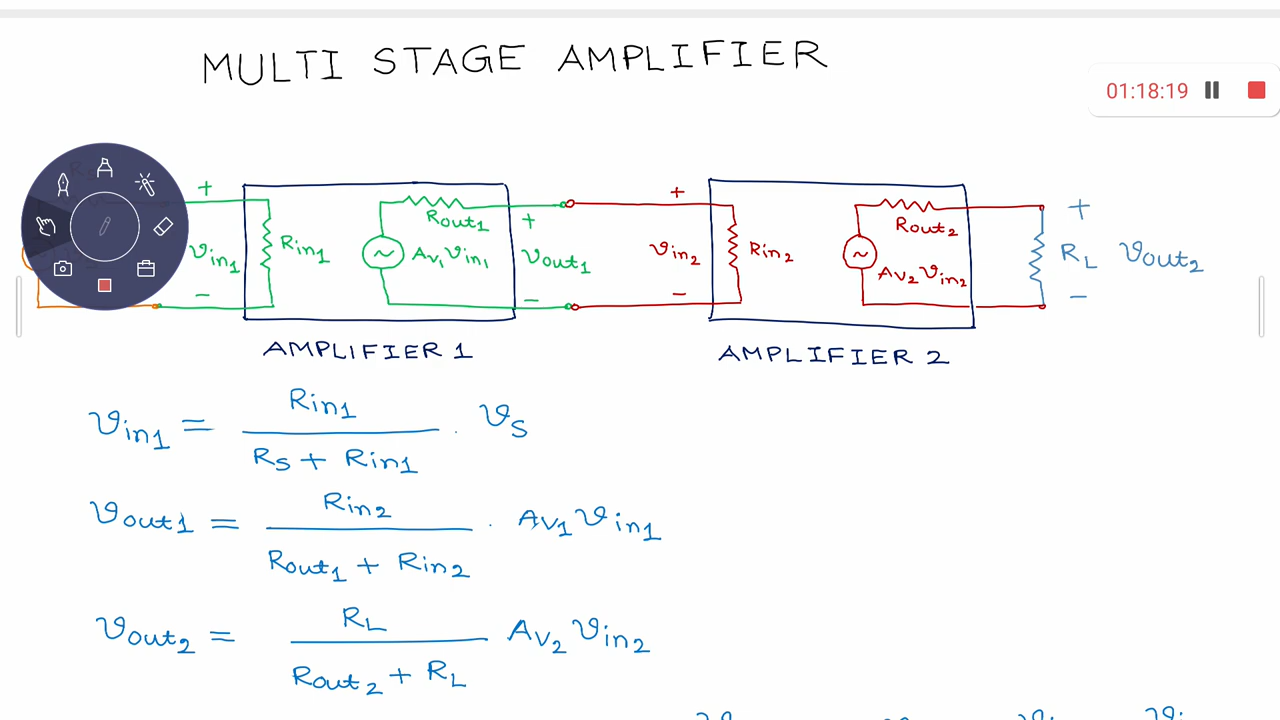 MULTI STAGE AMPLIFIER
01:18:19
+ + + +
Rout1 Rout2
Vin1 Rin1 Av1Vin1 Vout1 Vin2 Rin2 Av2Vin2 RL Vout2
− − − −
AMPLIFIER 1 AMPLIFIER 2
Vin1 = Rin1 / (Rs + Rin1) . Vs
Vout1 = Rin2 / (Rout1 + Rin2) . Av1Vin1
Vout2 = RL / (Rout2 + RL) Av2Vin2